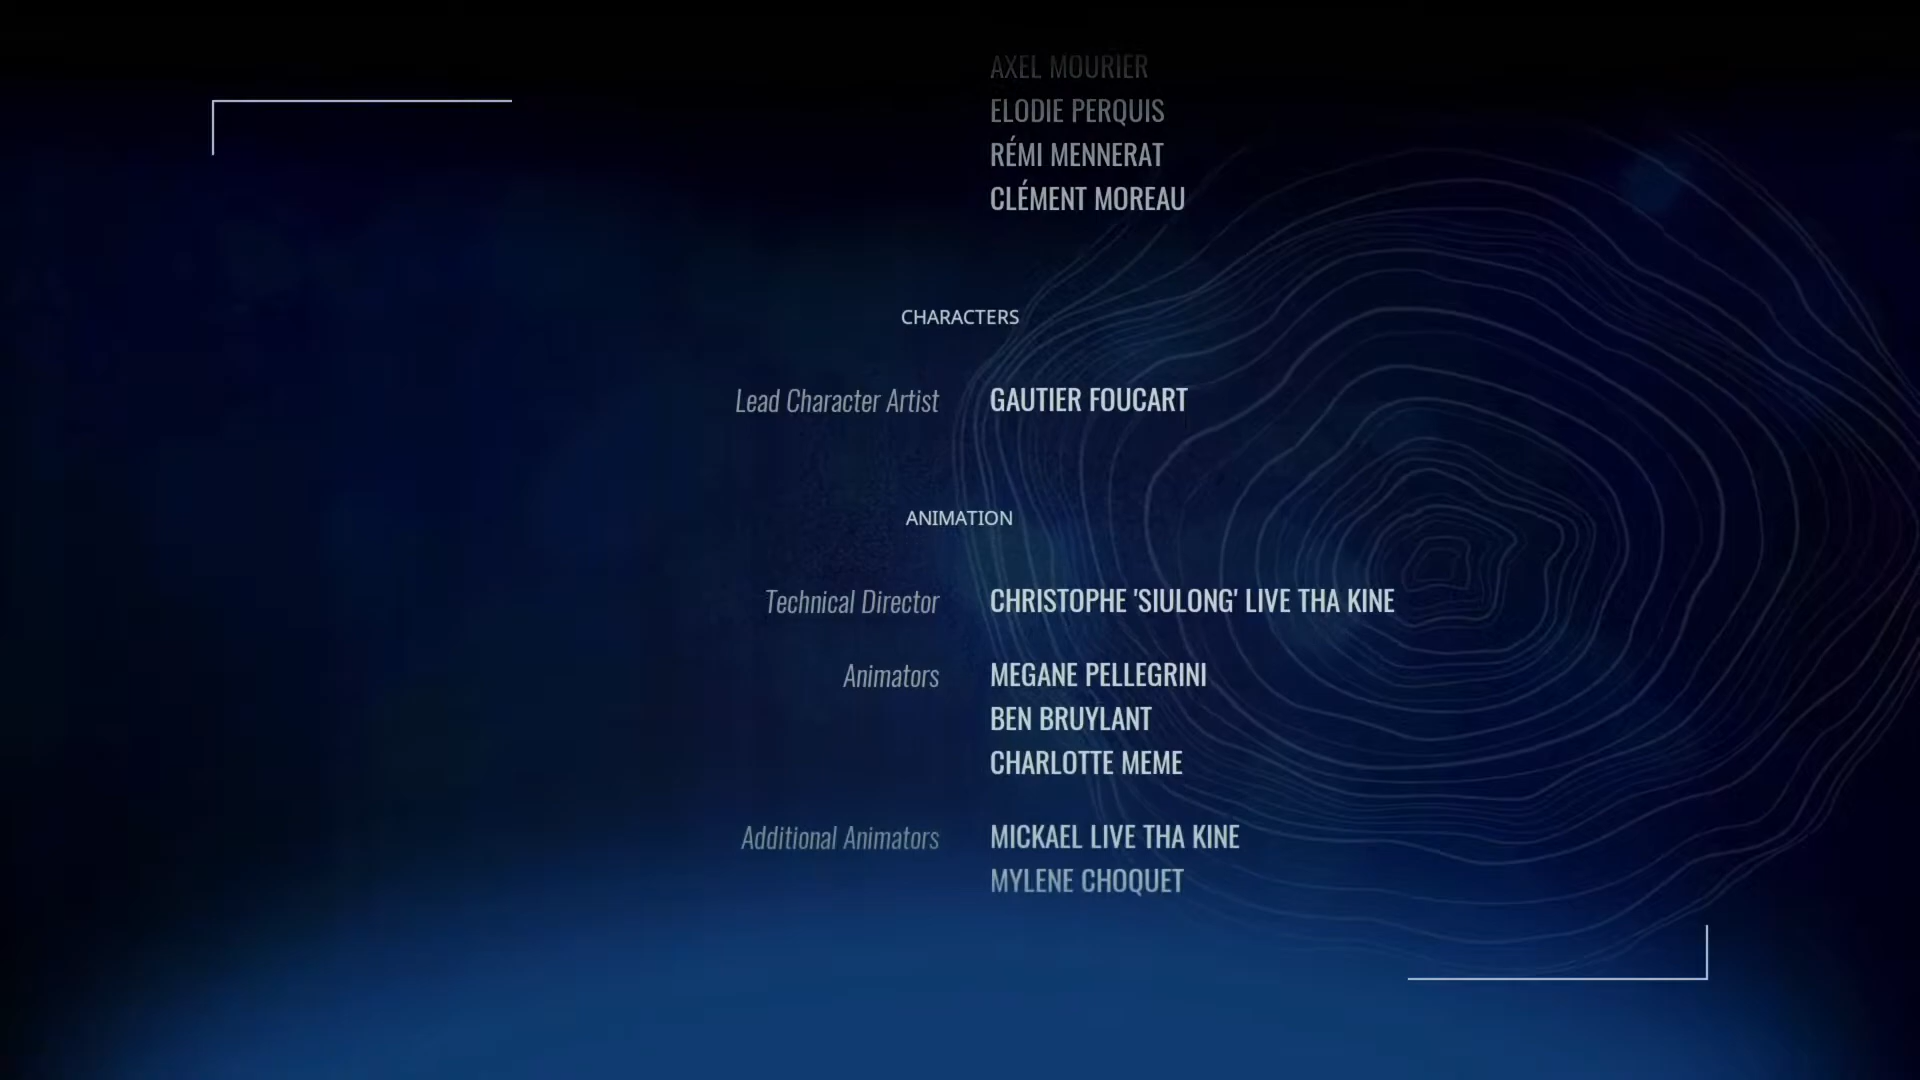 AXEL MOURIER
ELODIE PERQUIS
RÉMI MENNERAT
CLÉMENT MOREAU
CHARACTERS
Lead Character Artist GAUTIER FOUCART
ANIMATION
Technical Director CHRISTOPHE 'SIULONG' LIVE THA KINE
Animators MEGANE PELLEGRINI
BEN BRUYLANT
CHARLOTTE MEME
Additional Animators MICKAEL LIVE THA KINE
MYLENE CHOQUET